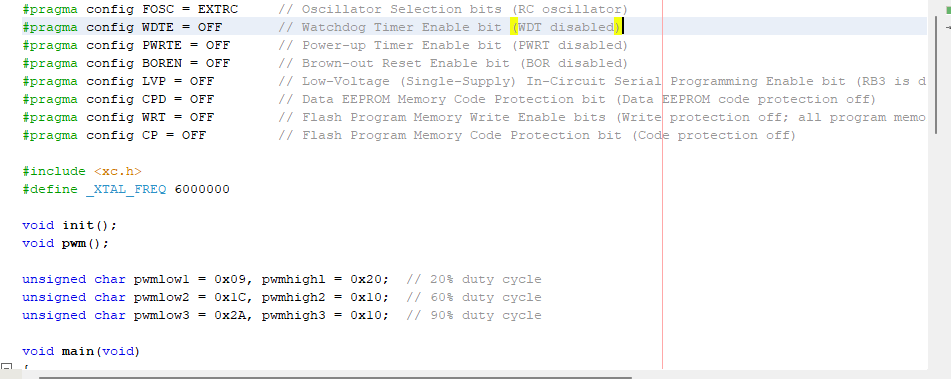 #pragma config FOSC = EXTRC     // Oscillator Selection bits (RC oscillator)
#pragma config WDTE = OFF       // Watchdog Timer Enable bit (WDT disabled)
#pragma config PWRTE = OFF      // Power-up Timer Enable bit (PWRT disabled)
#pragma config BOREN = OFF      // Brown-out Reset Enable bit (BOR disabled)
#pragma config LVP = OFF        // Low-Voltage (Single-Supply) In-Circuit Serial Programming Enable bit (RB3 is d
#pragma config CPD = OFF        // Data EEPROM Memory Code Protection bit (Data EEPROM code protection off)
#pragma config WRT = OFF        // Flash Program Memory Write Enable bits (Write protection off; all program memo
#pragma config CP = OFF         // Flash Program Memory Code Protection bit (Code protection off)
#include <xc.h>
#define _XTAL_FREQ 6000000
void init();
void pwm();
unsigned char pwmlow1 = 0x09, pwmhigh1 = 0x20;  // 20% duty cycle
unsigned char pwmlow2 = 0x1C, pwmhigh2 = 0x10;  // 60% duty cycle
unsigned char pwmlow3 = 0x2A, pwmhigh3 = 0x10;  // 90% duty cycle
void main(void)